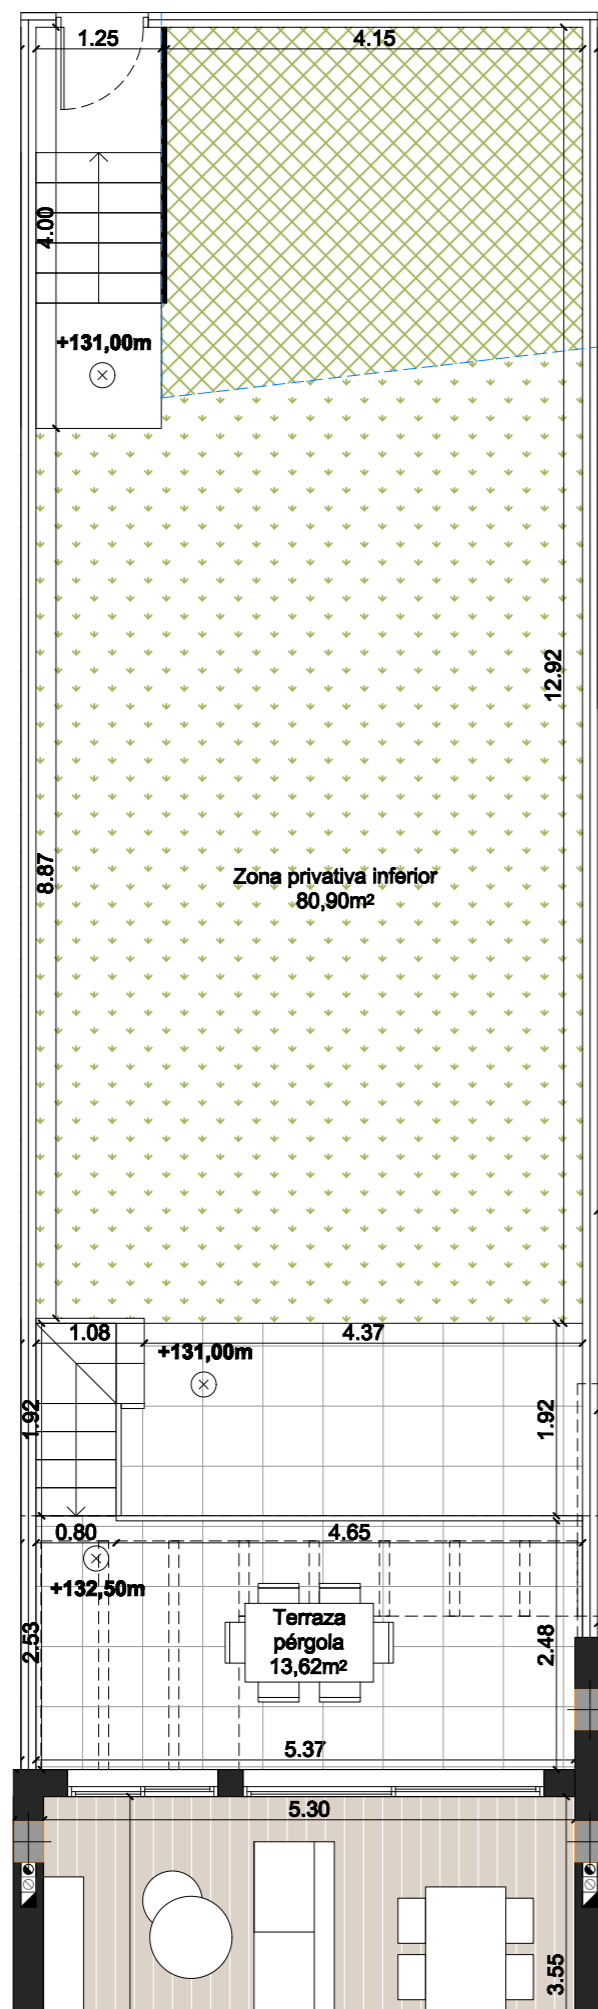 1.25
4.15
4.00
+131,00m
12.92
8.87
Zona privativa inferior
80,90m²
1.08
4.37
+131,00m
1.92
1.92
0.80
4.65
+132,50m
Terraza
pérgola
13,62m²
2.53
2.48
5.37
5.30
3.55